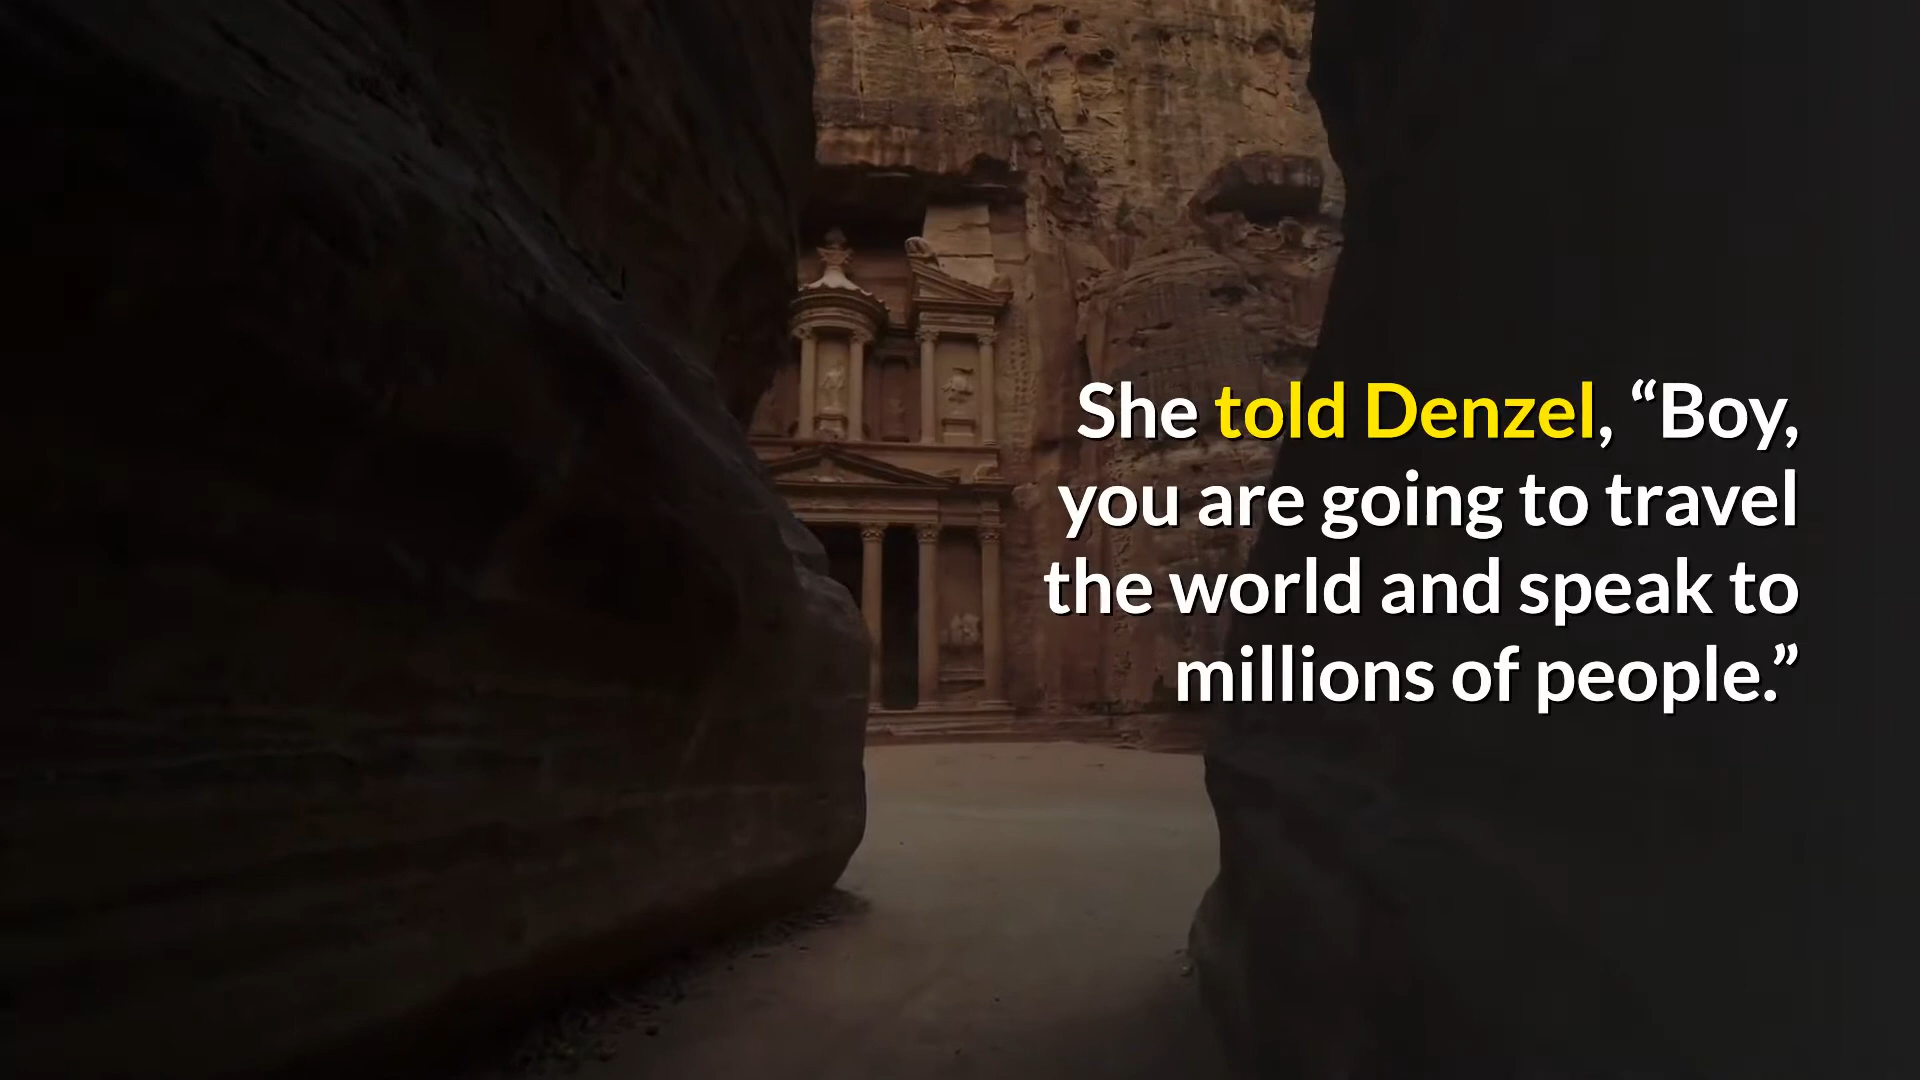 She told Denzel, “Boy,
you are going to travel
the world and speak to
millions of people.”